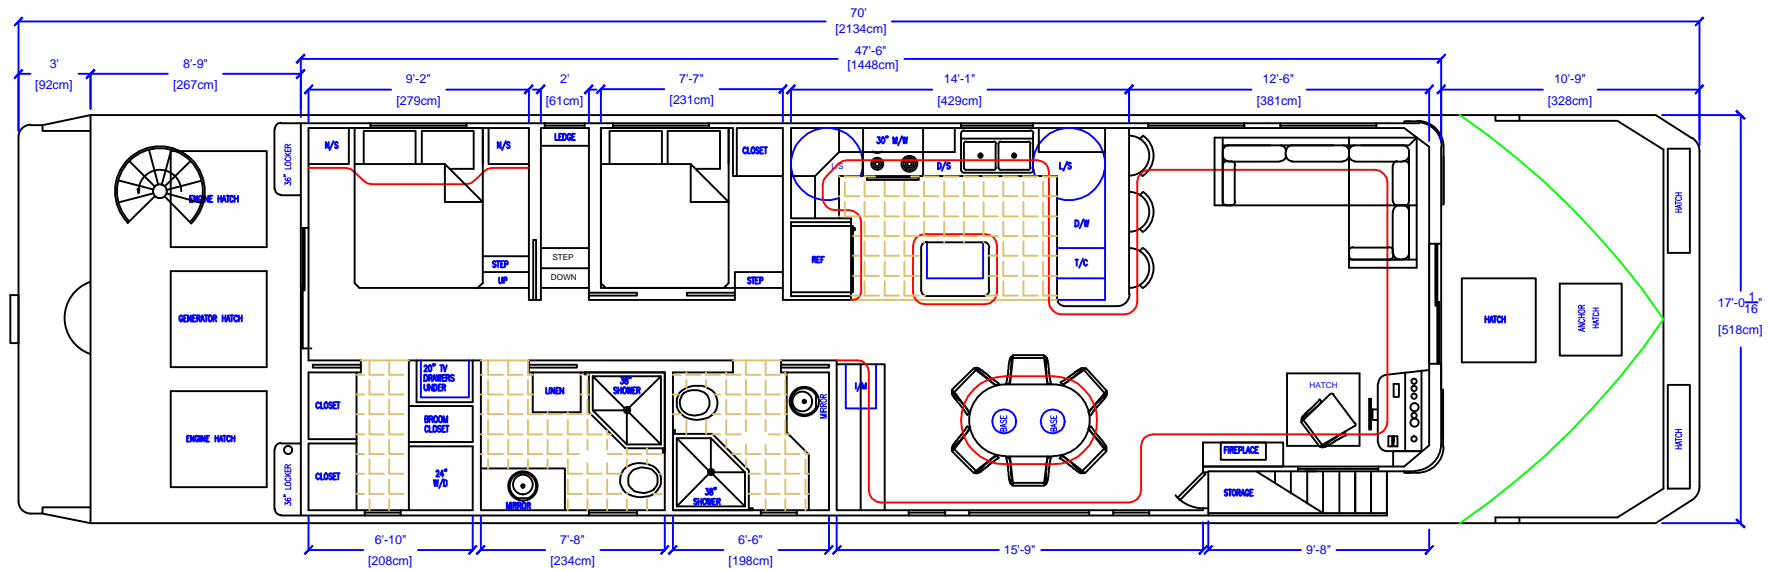 70'
[2134cm]
47'-6"
[1448cm]
3'
[92cm]
8'-9"
[267cm]
9'-2"
[279cm]
2'
[61cm]
7'-7"
[231cm]
14'-1"
[429cm]
12'-6"
[381cm]
10'-9"
[328cm]
36" LOCKER
N/S
N/S
LEDGE
CLOSET
30" M/W
L/S
D/S
L/S
ENGINE HATCH
HATCH
D/W
STEP
UP
STEP
DOWN
STEP
REF
T/C
GENERATOR HATCH
HATCH
ANCHOR
HATCH
17'-0 1/16"
[518cm]
20" TV
DRAWERS
UNDER
LINEN
36"
SHOWER
MIRROR
I/M
HATCH
CLOSET
BROOM
CLOSET
BASE
BASE
ENGINE HATCH
HATCH
36" LOCKER
CLOSET
24"
W/D
MIRROR
36"
SHOWER
FIREPLACE
STORAGE
6'-10"
[208cm]
7'-8"
[234cm]
6'-6"
[198cm]
15'-9"
9'-8"